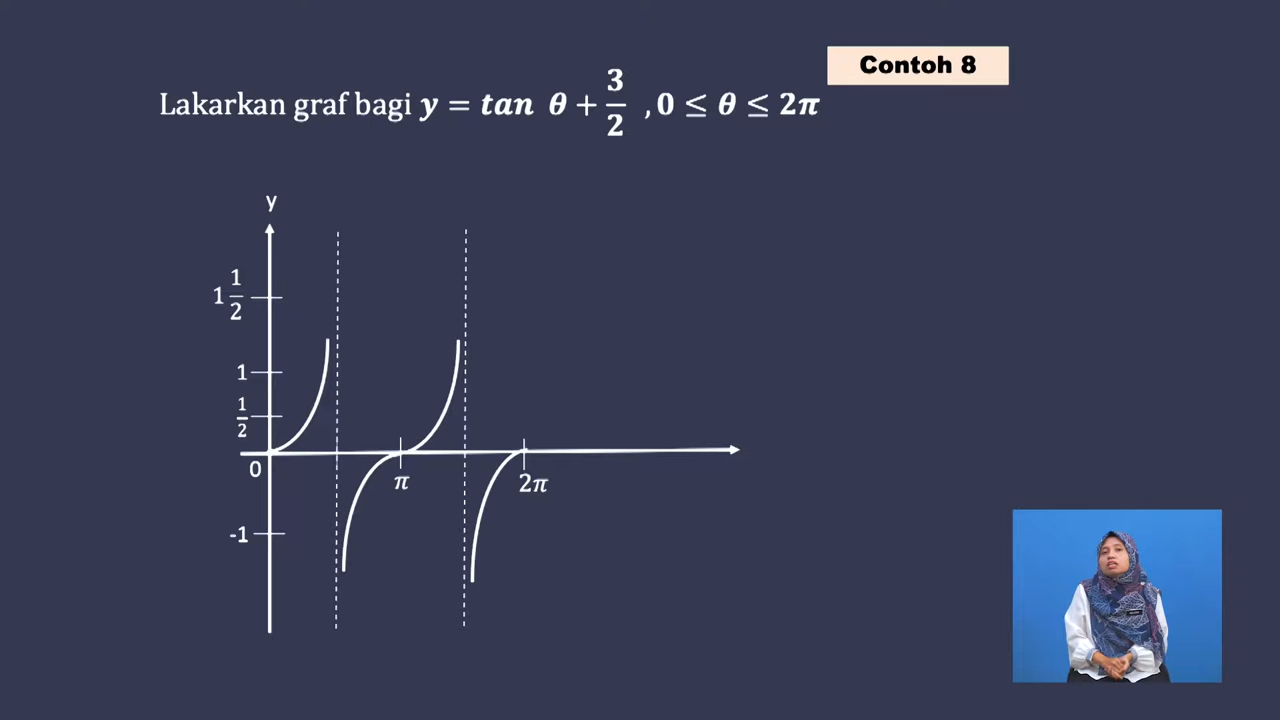 Contoh 8
Lakarkan graf bagi y = tan θ + 3/2 , 0 ≤ θ ≤ 2π
y
1 1/2
1
1/2
0
π
2π
-1